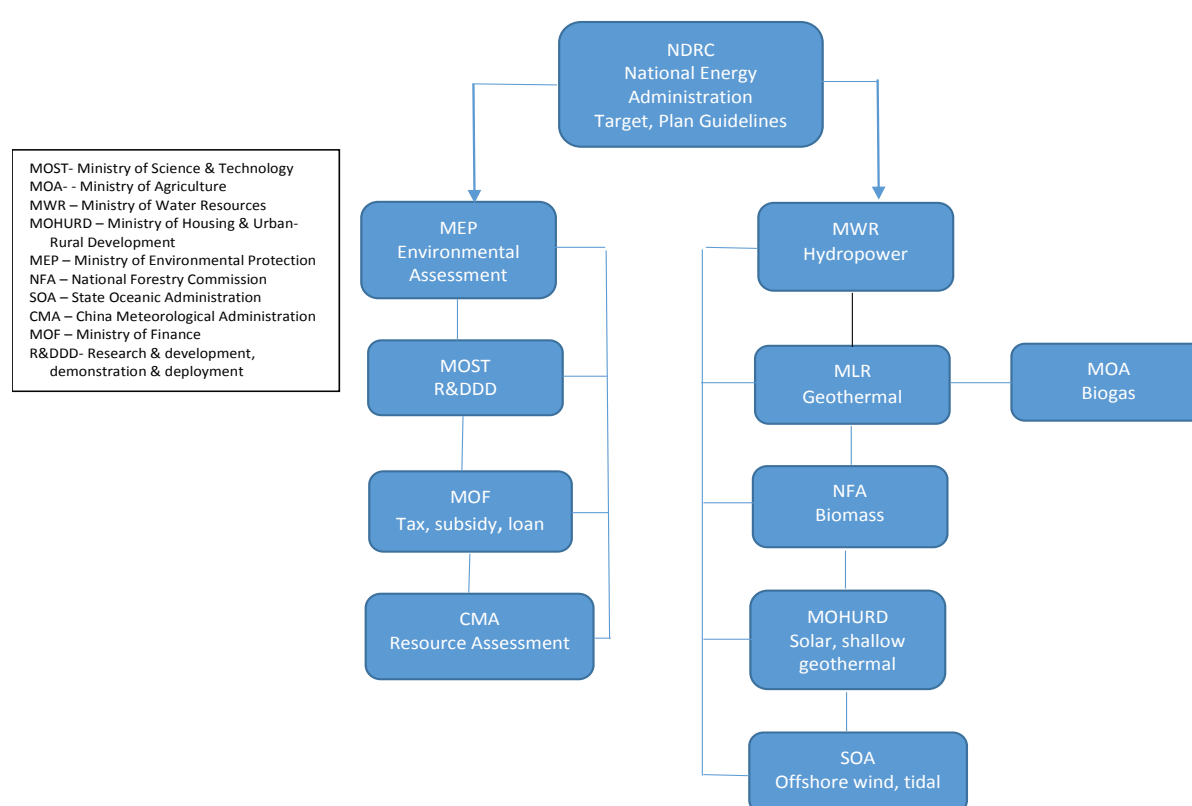 NDRC
National Energy
Administration
Target, Plan Guidelines
MOST- Ministry of Science & Technology
MOA- - Ministry of Agriculture
MWR – Ministry of Water Resources
MOHURD – Ministry of Housing & Urban-
Rural Development
MEP – Ministry of Environmental Protection
NFA – National Forestry Commission
SOA – State Oceanic Administration
CMA – China Meteorological Administration
MOF – Ministry of Finance
R&DDD- Research & development,
demonstration & deployment
MEP
Environmental
Assessment
MOST
R&DDD
MOF
Tax, subsidy, loan
CMA
Resource Assessment
MWR
Hydropower
MLR
Geothermal
MOA
Biogas
NFA
Biomass
MOHURD
Solar, shallow
geothermal
SOA
Offshore wind, tidal